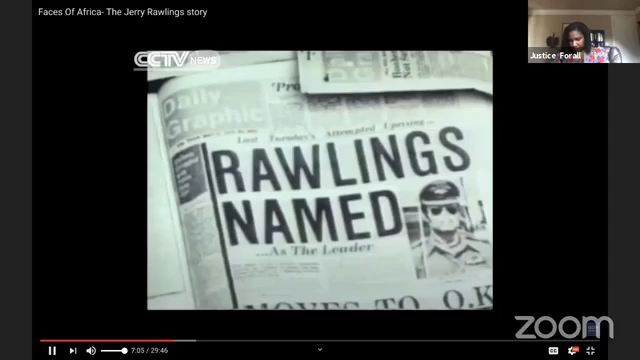 Faces Of Africa- The Jerry Rawlings story
Justice Forall
CCTV NEWS
Daily
Graphic
Last Tuesday's Attempted Uprising ...
RAWLINGS
NAMED
...As The Leader
MOVES TO O.K
7:05 / 29:46
CC
zoom